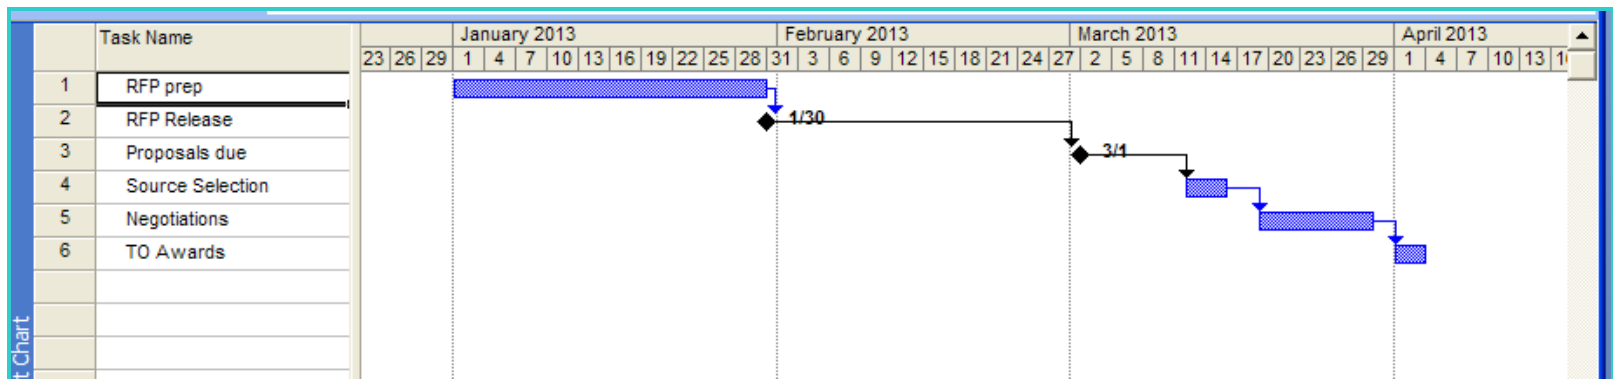 Task Name
January 2013 February 2013 March 2013 April 2013
23 26 29 1 4 7 10 13 16 19 22 25 28 31 3 6 9 12 15 18 21 24 27 2 5 8 11 14 17 20 23 26 29 1 4 7 10 13
1 RFP prep
2 RFP Release 1/30
3 Proposals due 3/1
4 Source Selection
5 Negotiations
6 TO Awards
Chart